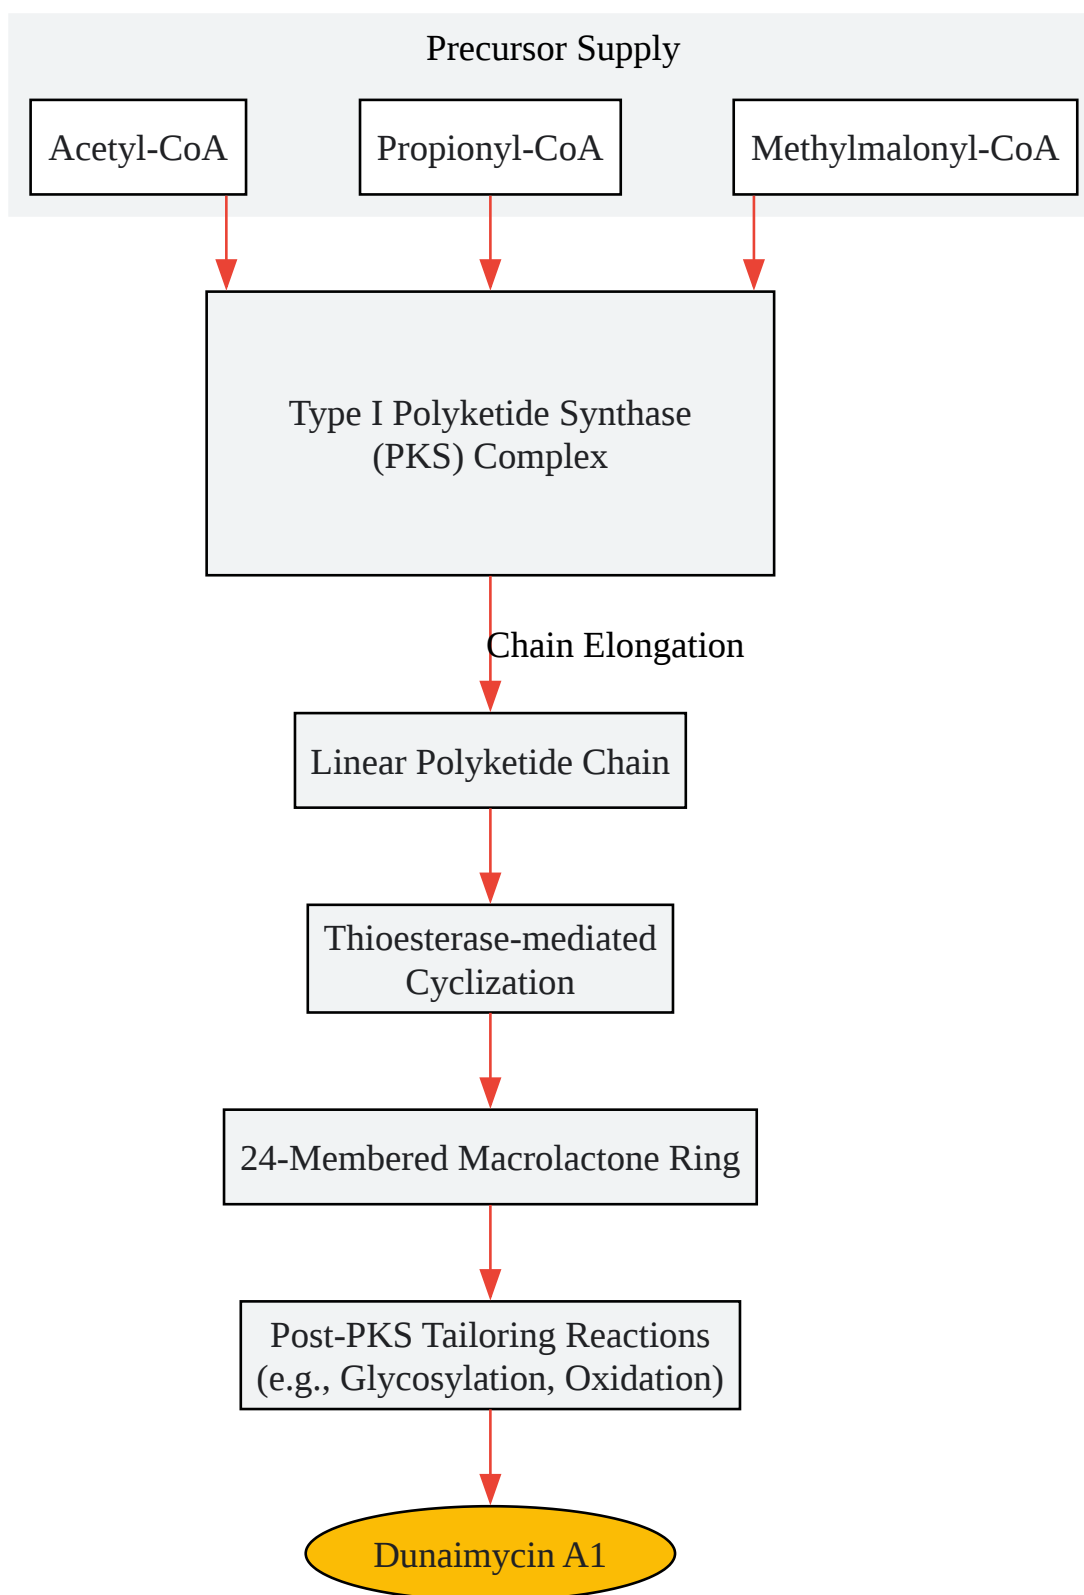 Precursor Supply
Acetyl-CoA
Propionyl-CoA
Methylmalonyl-CoA
Type I Polyketide Synthase
(PKS) Complex
Chain Elongation
Linear Polyketide Chain
Thioesterase-mediated
Cyclization
24-Membered Macrolactone Ring
Post-PKS Tailoring Reactions
(e.g., Glycosylation, Oxidation)
Dunaimycin A1